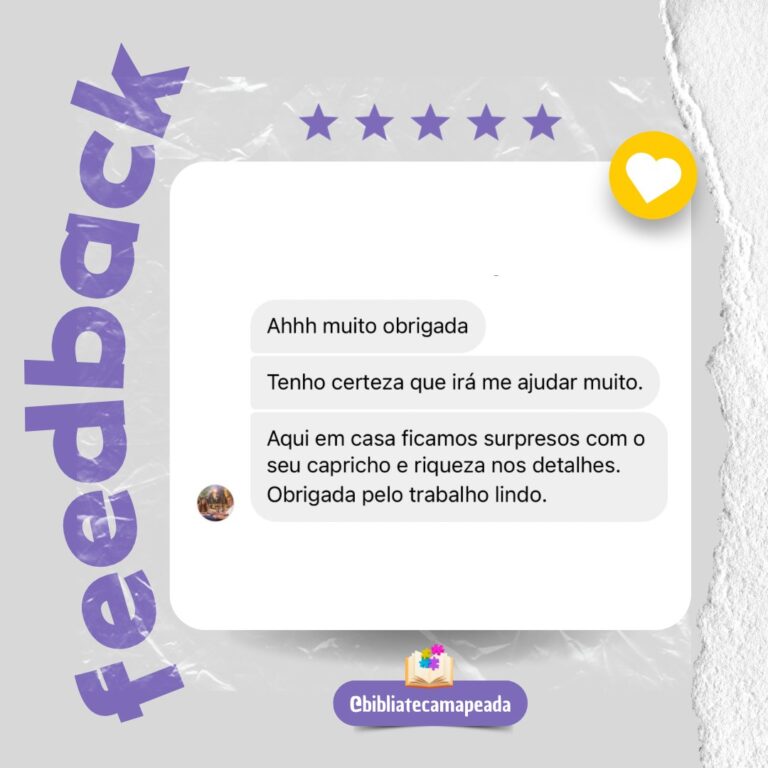 feedback
Ahhh muito obrigada
Tenho certeza que irá me ajudar muito.
Aqui em casa ficamos surpresos com o
seu capricho e riqueza nos detalhes.
Obrigada pelo trabalho lindo.
@bibliatecamapeada